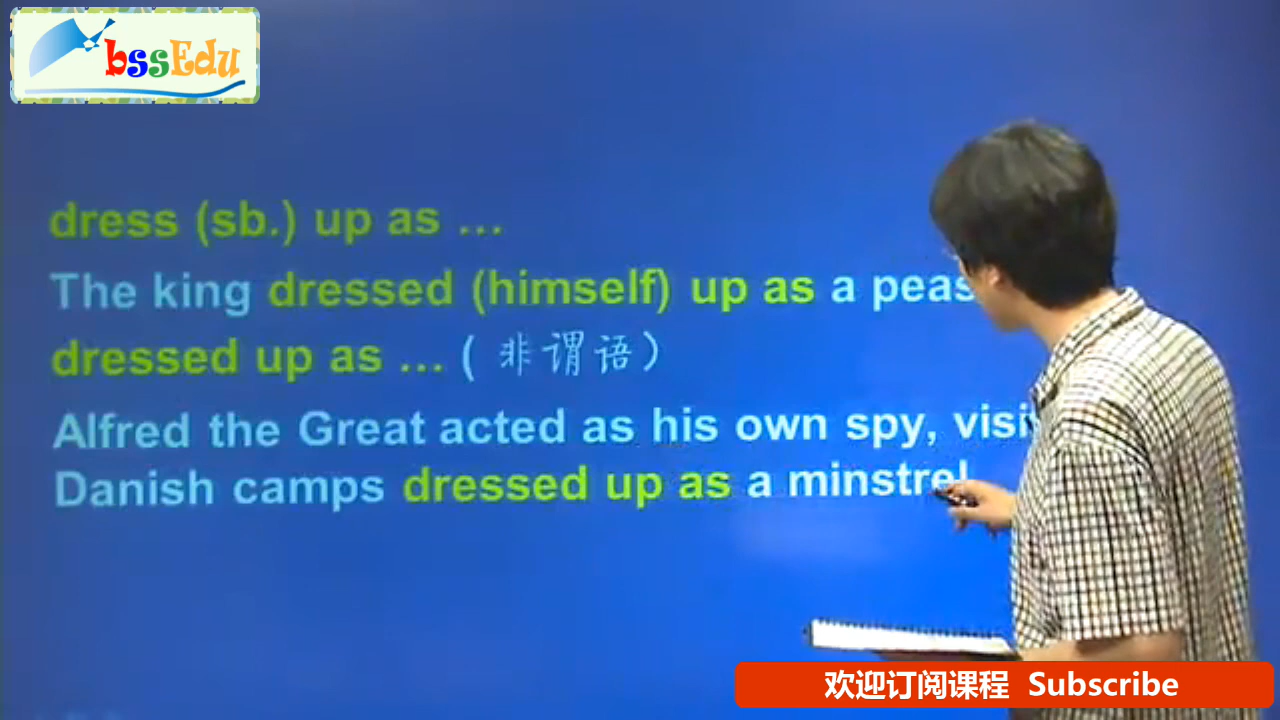 bssEdu
dress (sb.) up as …
The king dressed (himself) up as a
dressed up as … ( 非谓语）
Alfred the Great acted as his own spy,
Danish camps dressed up as a minstrel
欢迎订阅课程 Subscribe